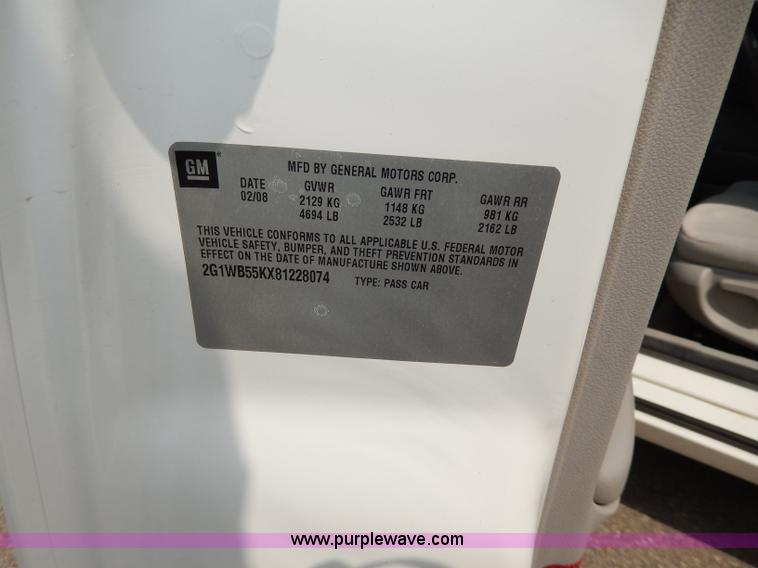 GM
MFD BY GENERAL MOTORS CORP.
DATE GVWR GAWR FRT GAWR RR
02/08 2129 KG 1148 KG 981 KG
4694 LB 2532 LB 2162 LB
THIS VEHICLE CONFORMS TO ALL APPLICABLE U.S. FEDERAL MOTOR
VEHICLE SAFETY, BUMPER, AND THEFT PREVENTION STANDARDS IN
EFFECT ON THE DATE OF MANUFACTURE SHOWN ABOVE.
2G1WB55KX81228074 TYPE: PASS CAR
www.purplewave.com